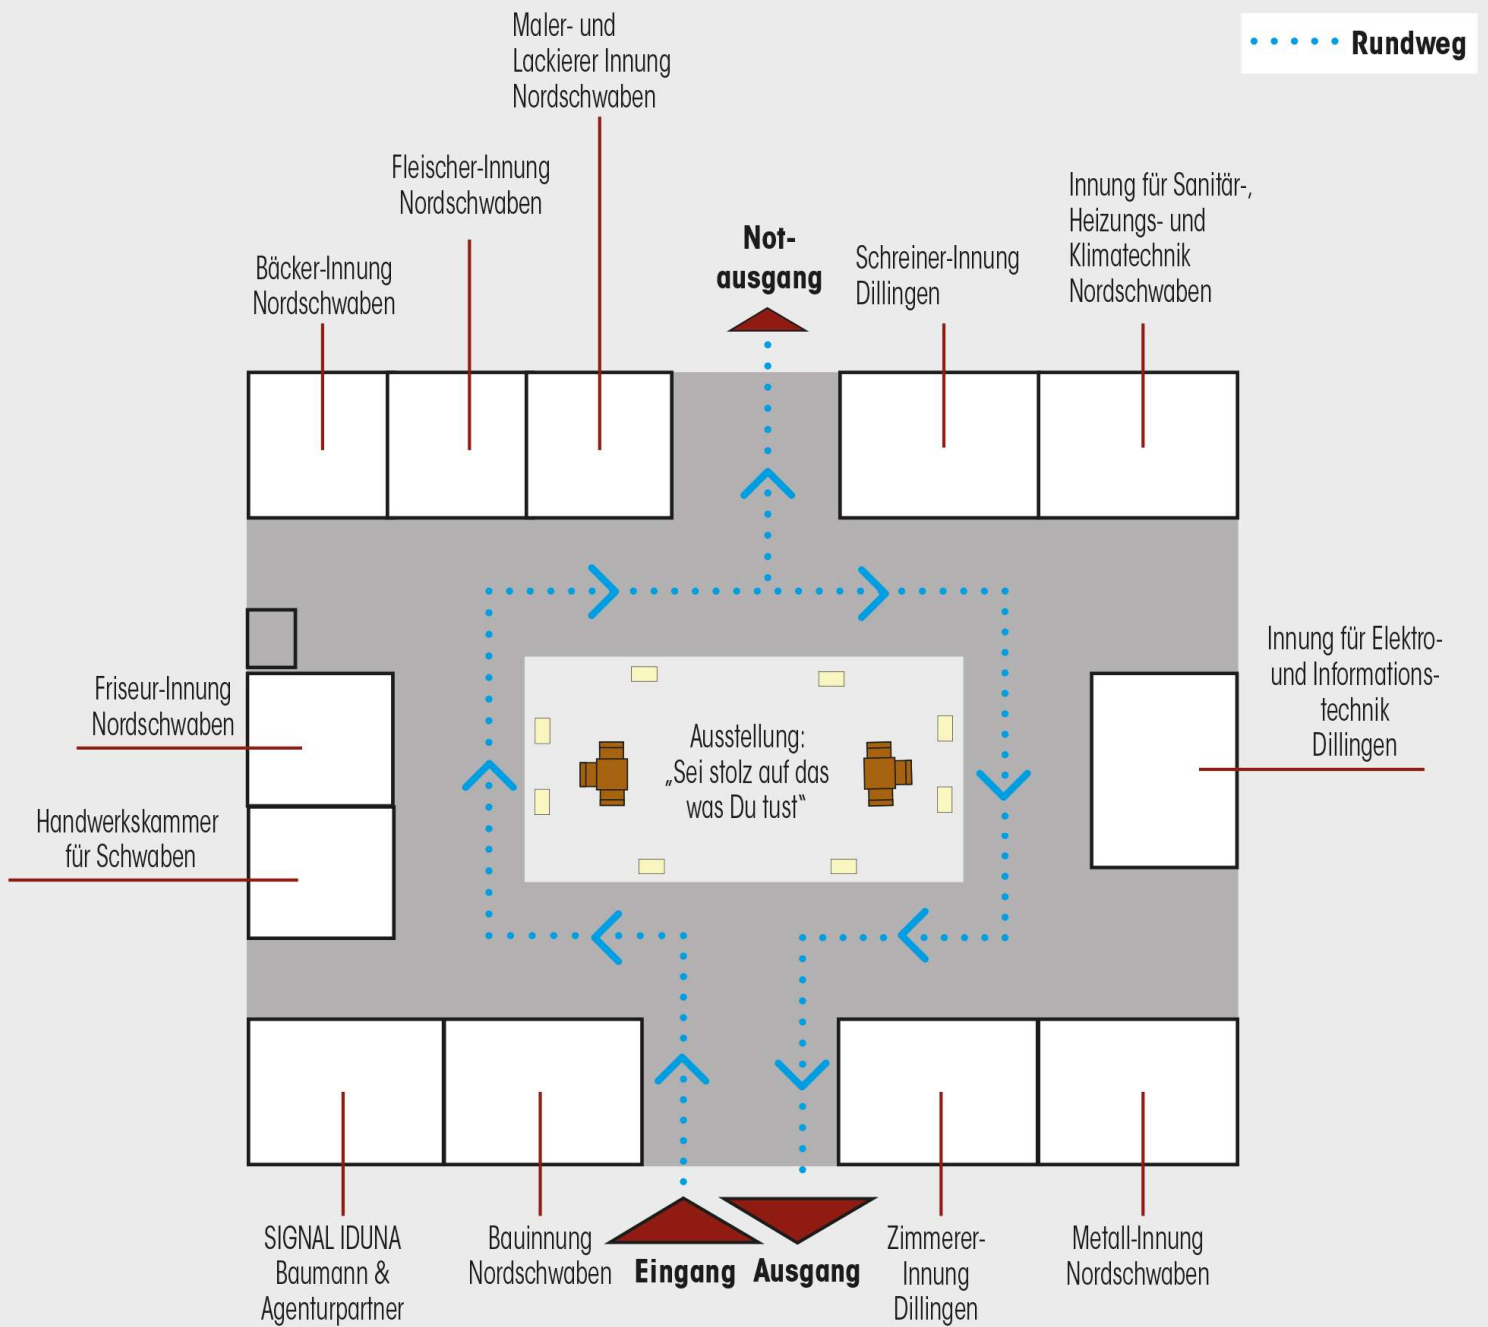 Maler- und
Lackierer Innung
Nordschwaben
Rundweg
Fleischer-Innung
Nordschwaben
Innung für Sanitär-,
Heizungs- und
Klimatechnik
Nordschwaben
Not-
ausgang
Schreiner-Innung
Dillingen
Bäcker-Innung
Nordschwaben
Innung für Elektro-
und Informations-
technik
Dillingen
Friseur-Innung
Nordschwaben
Ausstellung:
„Sei stolz auf das
was Du tust“
Handwerkskammer
für Schwaben
SIGNAL IDUNA
Baumann &
Agenturpartner
Bauinnung
Nordschwaben
Eingang
Ausgang
Zimmerer-
Innung
Dillingen
Metall-Innung
Nordschwaben